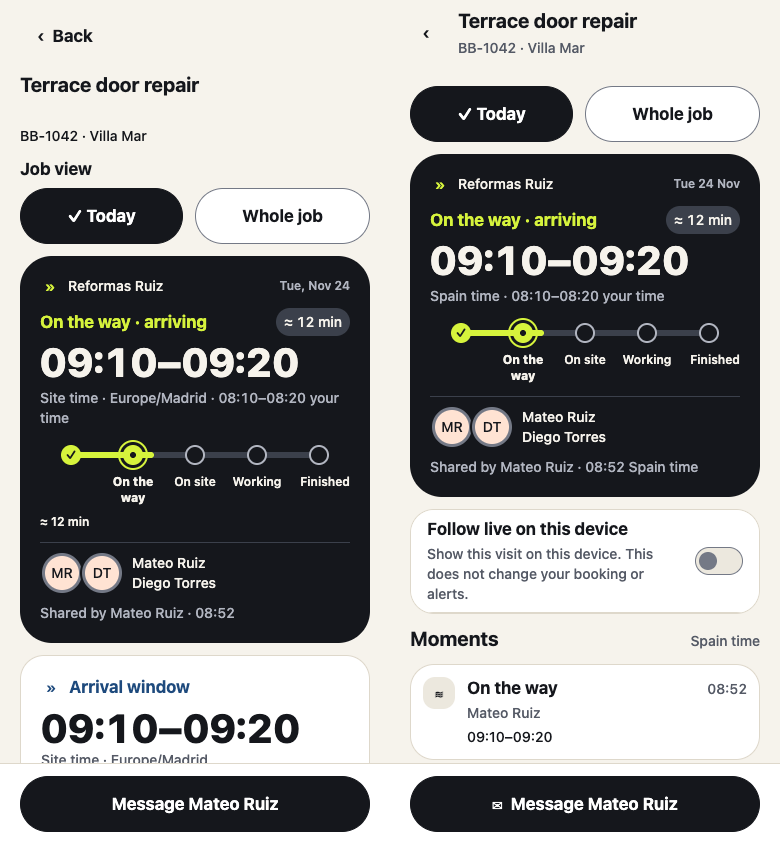 ‹ Back
Terrace door repair
BB-1042 · Villa Mar
Job view
✓ Today
Whole job
» Reformas Ruiz
Tue, Nov 24
On the way · arriving
≈ 12 min
09:10–09:20
Site time · Europe/Madrid · 08:10–08:20 your
time
On the
way
On site
Working
Finished
≈ 12 min
MR
DT
Mateo Ruiz
Diego Torres
Shared by Mateo Ruiz · 08:52
» Arrival window
09:10–09:20
Site time · Europe/Madrid
Message Mateo Ruiz
‹
Terrace door repair
BB-1042 · Villa Mar
✓ Today
Whole job
» Reformas Ruiz
Tue 24 Nov
On the way · arriving
≈ 12 min
09:10–09:20
Spain time · 08:10–08:20 your time
On the
way
On site
Working
Finished
MR
DT
Mateo Ruiz
Diego Torres
Shared by Mateo Ruiz · 08:52 Spain time
Follow live on this device
Show this visit on this device. This
does not change your booking or
alerts.
Moments
Spain time
≋ On the way
08:52
Mateo Ruiz
09:10–09:20
✉ Message Mateo Ruiz